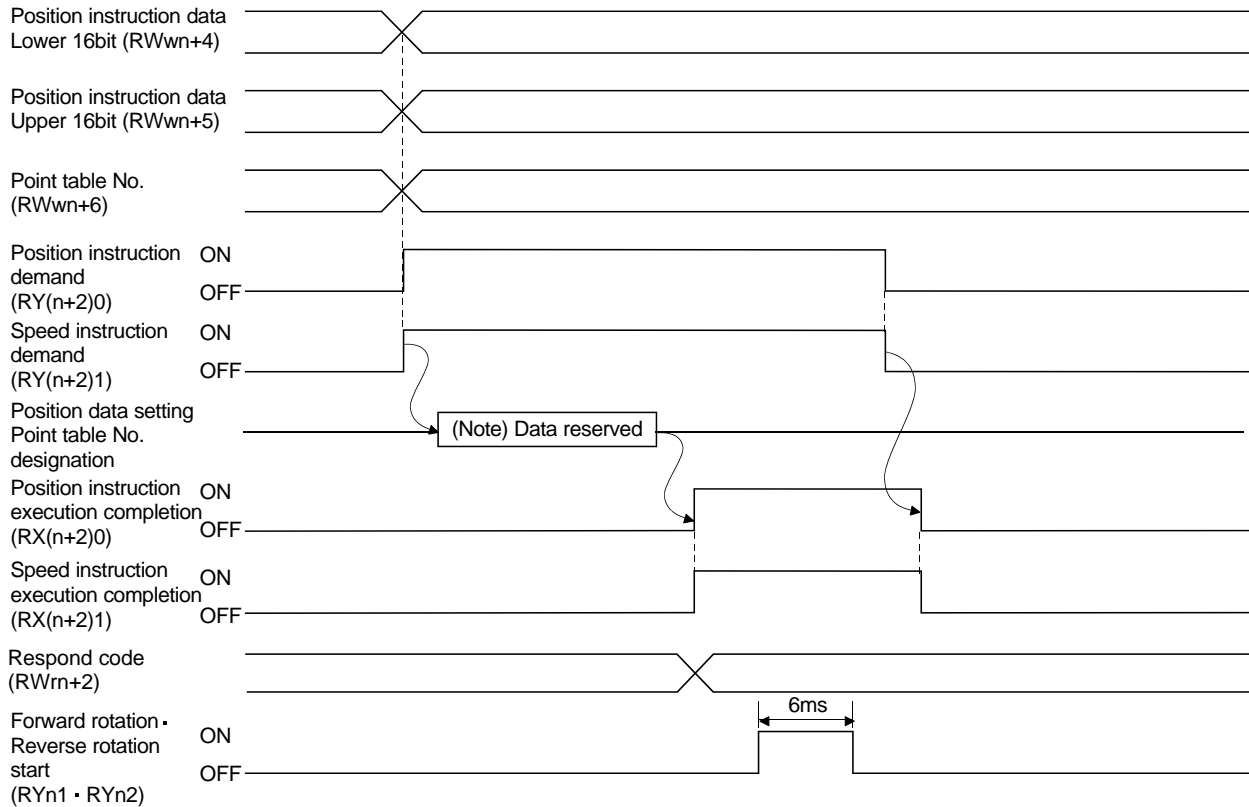 Position instruction data
Lower 16bit (RWwn+4)
Position instruction data
Upper 16bit (RWwn+5)
Point table No.
(RWwn+6)
Position instruction ON
demand
OFF
(RY(n+2)0)
Speed instruction ON
demand
OFF
(RY(n+2)1)
Position data setting
Point table No.
designation
(Note) Data reserved
Position instruction ON
execution completion
OFF
(RX(n+2)0)
Speed instruction ON
execution completion
OFF
(RX(n+2)1)
Respond code
(RWrn+2)
6ms
Forward rotation ·
ON
Reverse rotation
start
OFF
(RYn1 · RYn2)